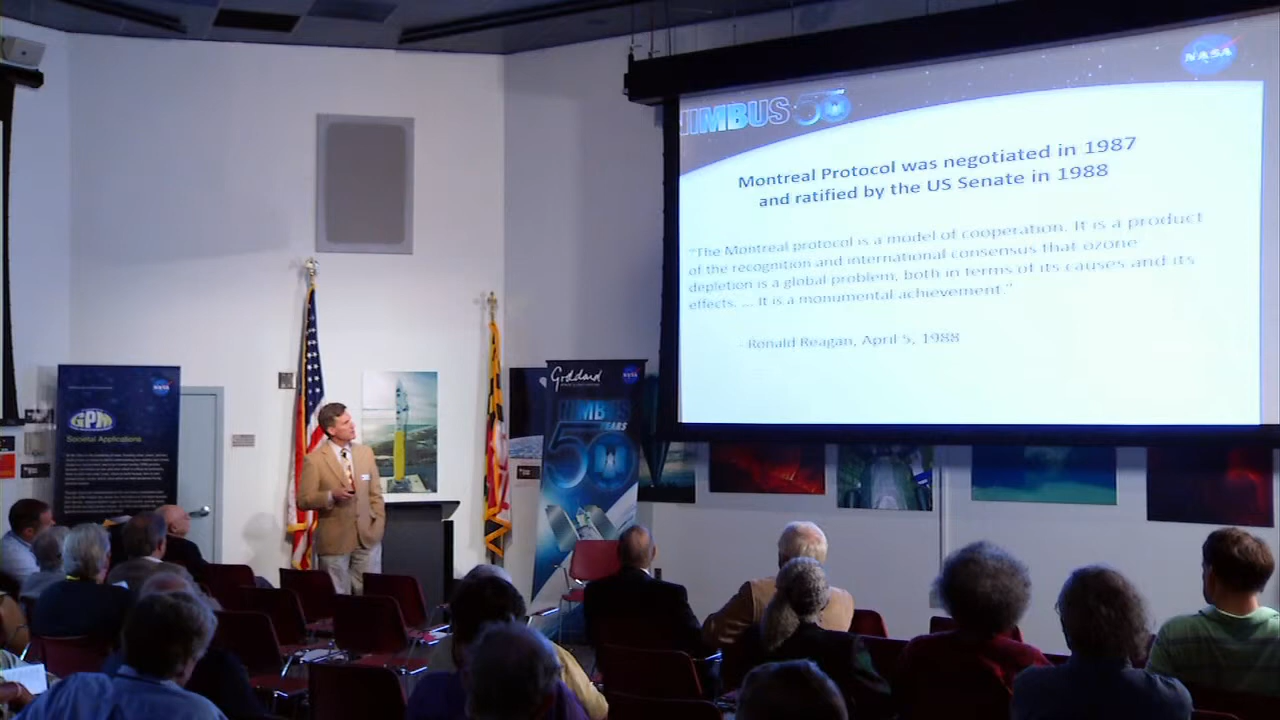 NASA
NIMBUS 50
Montreal Protocol was negotiated in 1987
and ratified by the US Senate in 1988
"The Montreal protocol is a model of cooperation. It is a product
of the recognition and international consensus that ozone
depletion is a global problem, both in terms of its causes and its
effects. ... It is a monumental achievement."
- Ronald Reagan, April 5, 1988
NASA
GPM
Societal Applications
Goddard
NASA
NIMBUS
YEARS
50